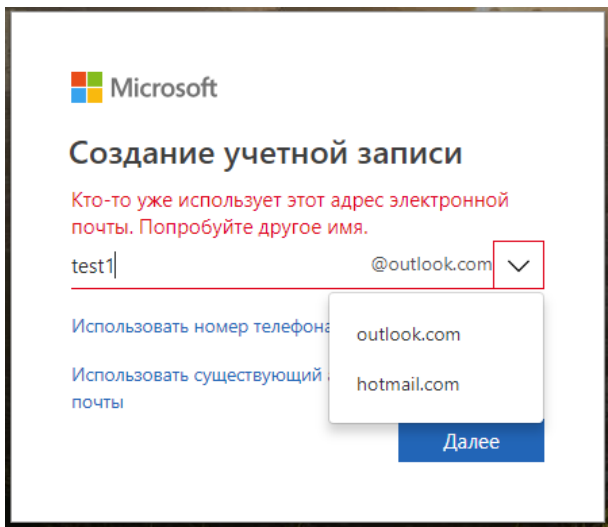 Microsoft
Создание учетной записи
Кто-то уже использует этот адрес электронной
почты. Попробуйте другое имя.
test1
@outlook.com
Использовать номер телефона
outlook.com
Использовать существующий
hotmail.com
почты
Далее